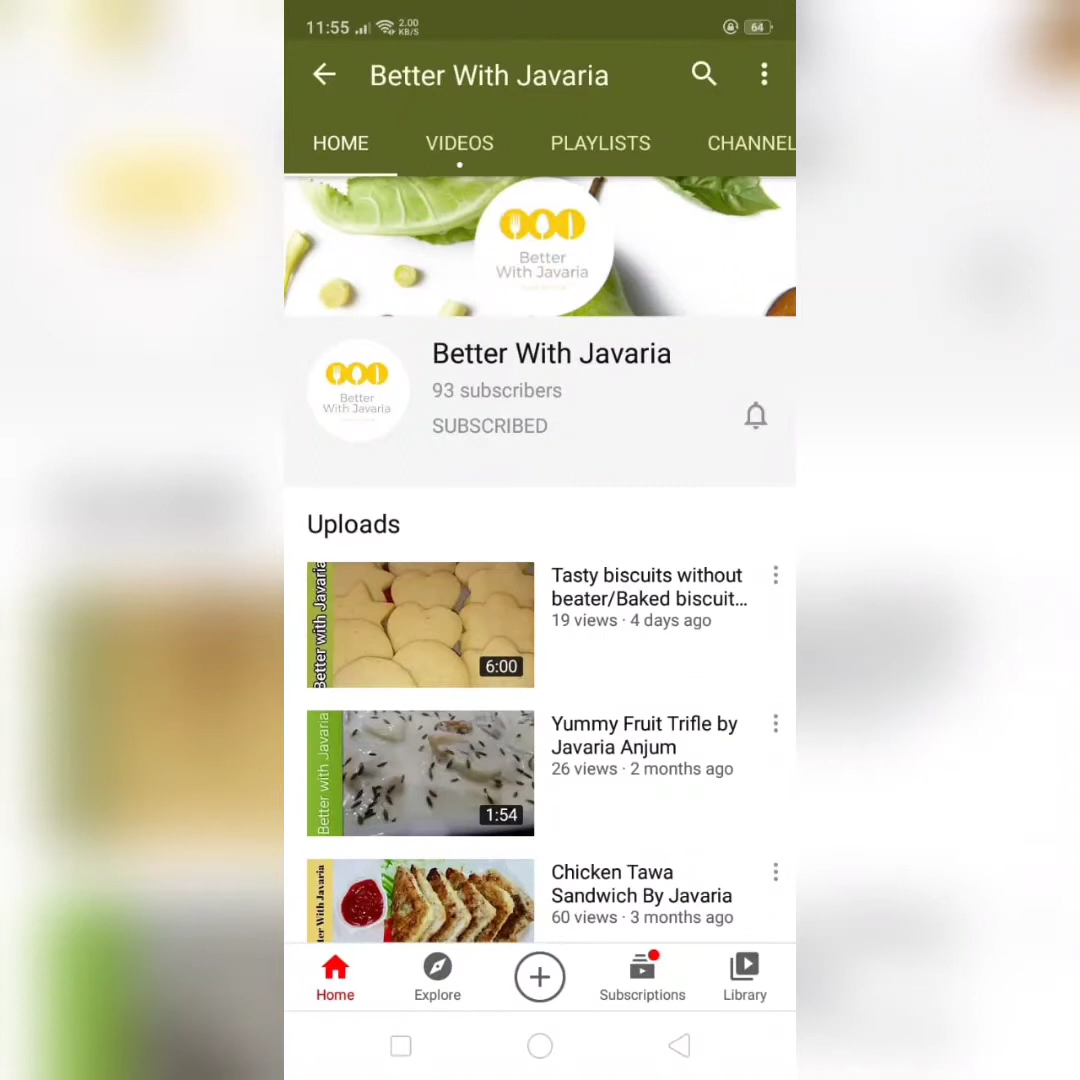 11:55
2.00
KB/S
64
Better With Javaria
HOME
VIDEOS
PLAYLISTS
CHANNEL
Better
With Javaria
Better
With Javaria
Better With Javaria
93 subscribers
SUBSCRIBED
Uploads
Better with Javaria
6:00
Tasty biscuits without
beater/Baked biscuit...
19 views · 4 days ago
Better with Javaria
1:54
Yummy Fruit Trifle by
Javaria Anjum
26 views · 2 months ago
ter With Javaria
Chicken Tawa
Sandwich By Javaria
60 views · 3 months ago
Home
Explore
Subscriptions
Library